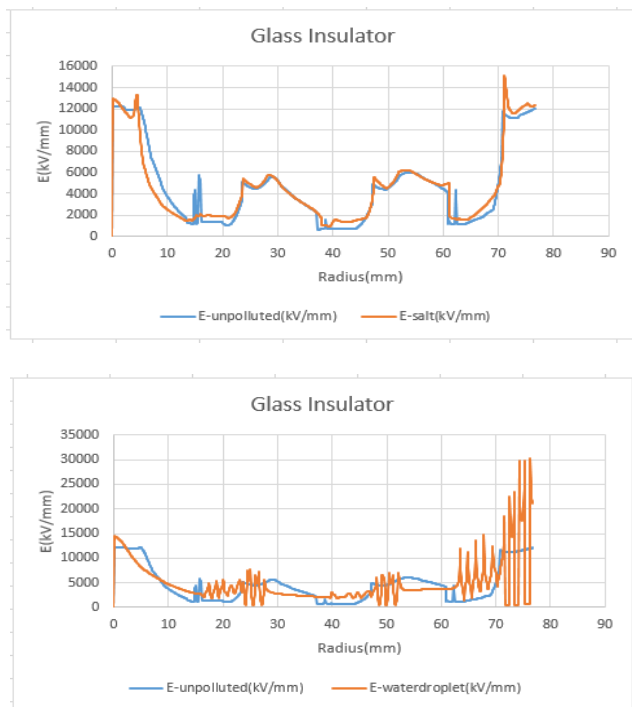 Glass Insulator
16000
14000
12000
10000
8000
6000
4000
2000
0
E(kV/mm)
0 10 20 30 40 50 60 70 80 90
Radius(mm)
E-unpolluted(kV/mm) E-salt(kV/mm)
Glass Insulator
35000
30000
25000
20000
15000
10000
5000
0
E(kV/mm)
0 10 20 30 40 50 60 70 80 90
Radius(mm)
E-unpolluted(kV/mm) E-waterdroplet(kV/mm)